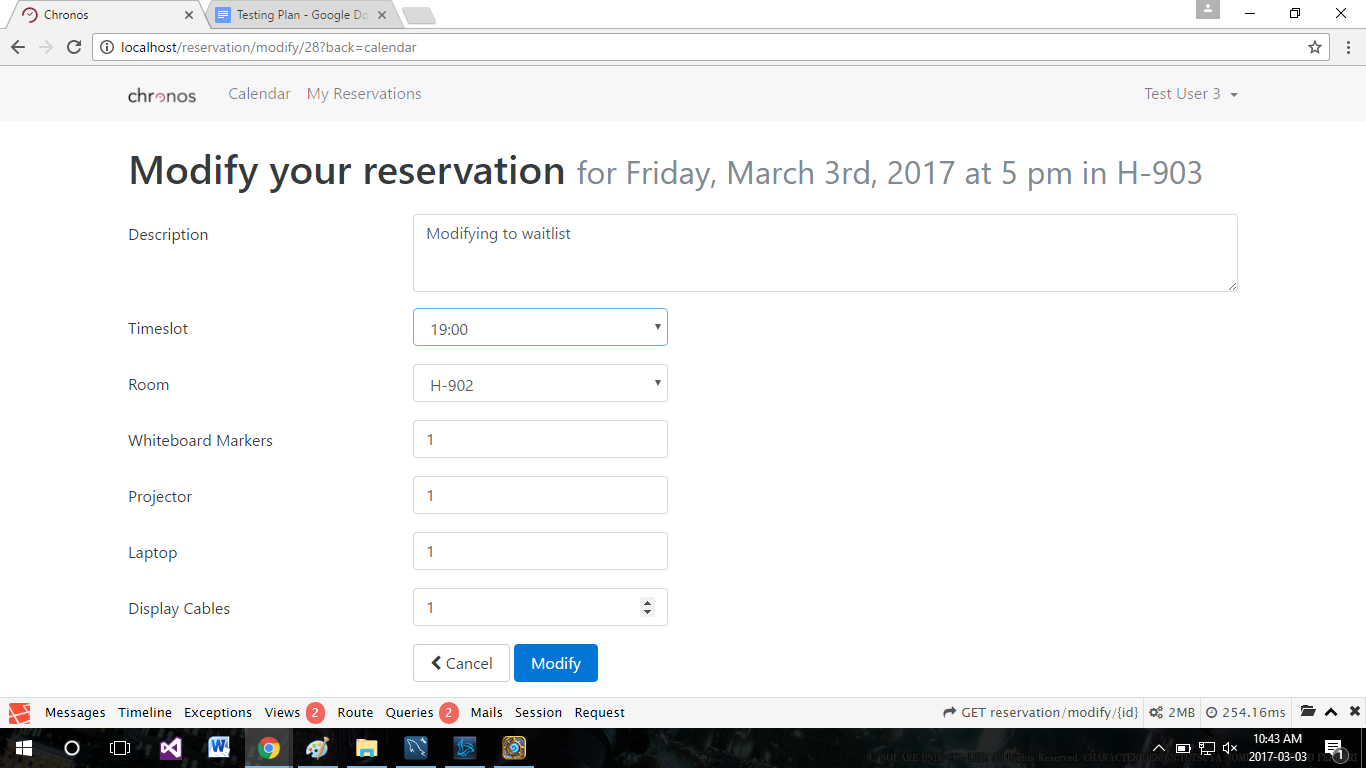 Chronos
Testing Plan - Google Do
localhost/reservation/modify/28?back=calendar
chronos Calendar My Reservations Test User 3
Modify your reservation for Friday, March 3rd, 2017 at 5 pm in H-903
Description Modifying to waitlist
Timeslot 19:00
Room H-902
Whiteboard Markers 1
Projector 1
Laptop 1
Display Cables 1
Cancel Modify
Messages Timeline Exceptions Views 2 Route Queries 2 Mails Session Request GET reservation/modify/{id} 2MB 254.16ms
10:43 AM
2017-03-03
1